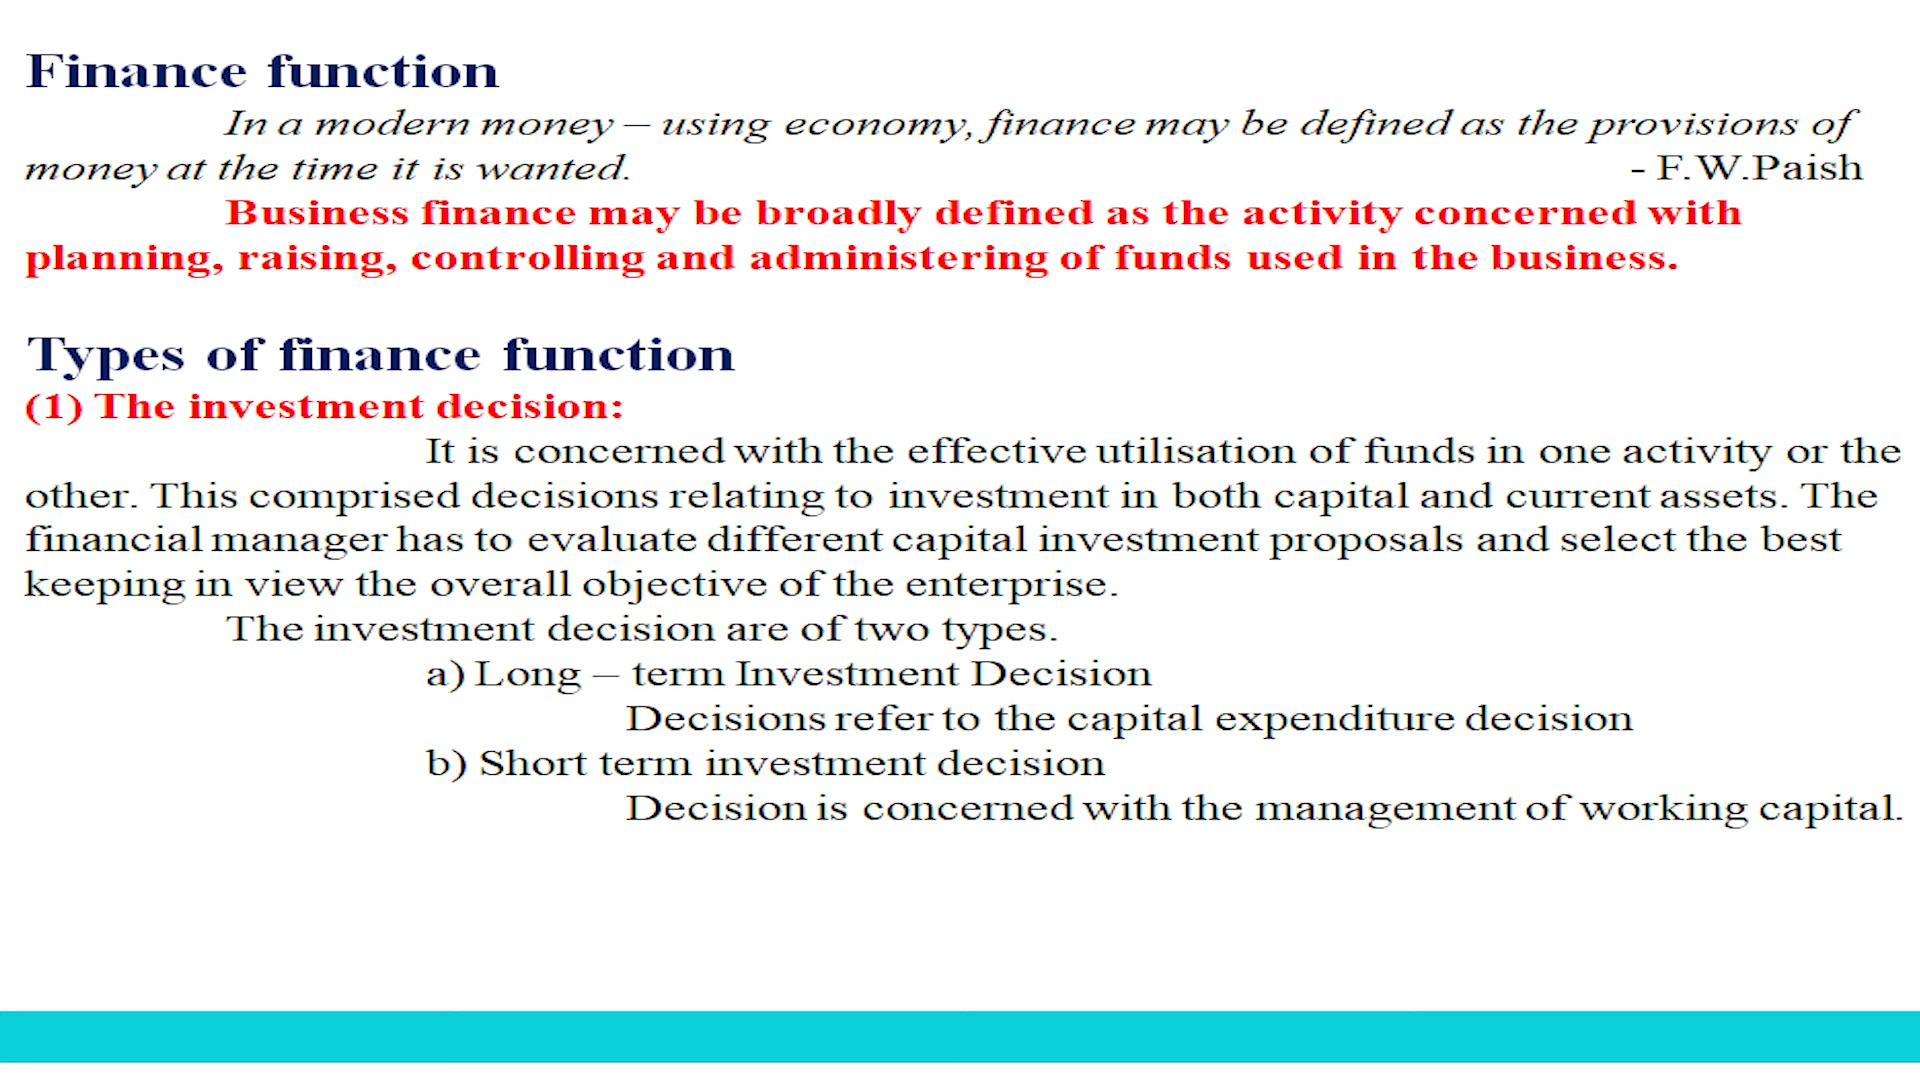 Finance function
In a modern money – using economy, finance may be defined as the provisions of
money at the time it is wanted. - F.W.Paish
Business finance may be broadly defined as the activity concerned with
planning, raising, controlling and administering of funds used in the business.
Types of finance function
(1) The investment decision:
It is concerned with the effective utilisation of funds in one activity or the
other. This comprised decisions relating to investment in both capital and current assets. The
financial manager has to evaluate different capital investment proposals and select the best
keeping in view the overall objective of the enterprise.
The investment decision are of two types.
a) Long – term Investment Decision
Decisions refer to the capital expenditure decision
b) Short term investment decision
Decision is concerned with the management of working capital.